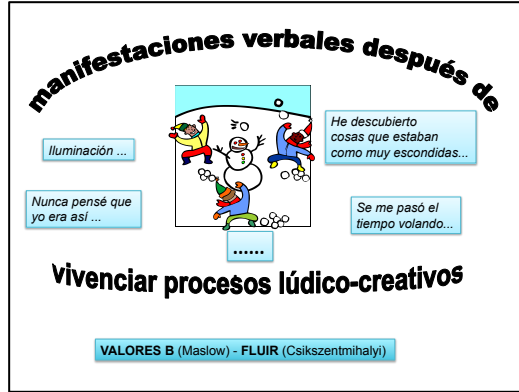 manifestaciones verbales después de
Iluminación ...
He descubierto
cosas que estaban
como muy escondidas...
Nunca pensé que
yo era así ...
Se me pasó el
tiempo volando...
......
vivenciar procesos lúdico-creativos
VALORES B (Maslow) - FLUIR (Csikszentmihalyi)